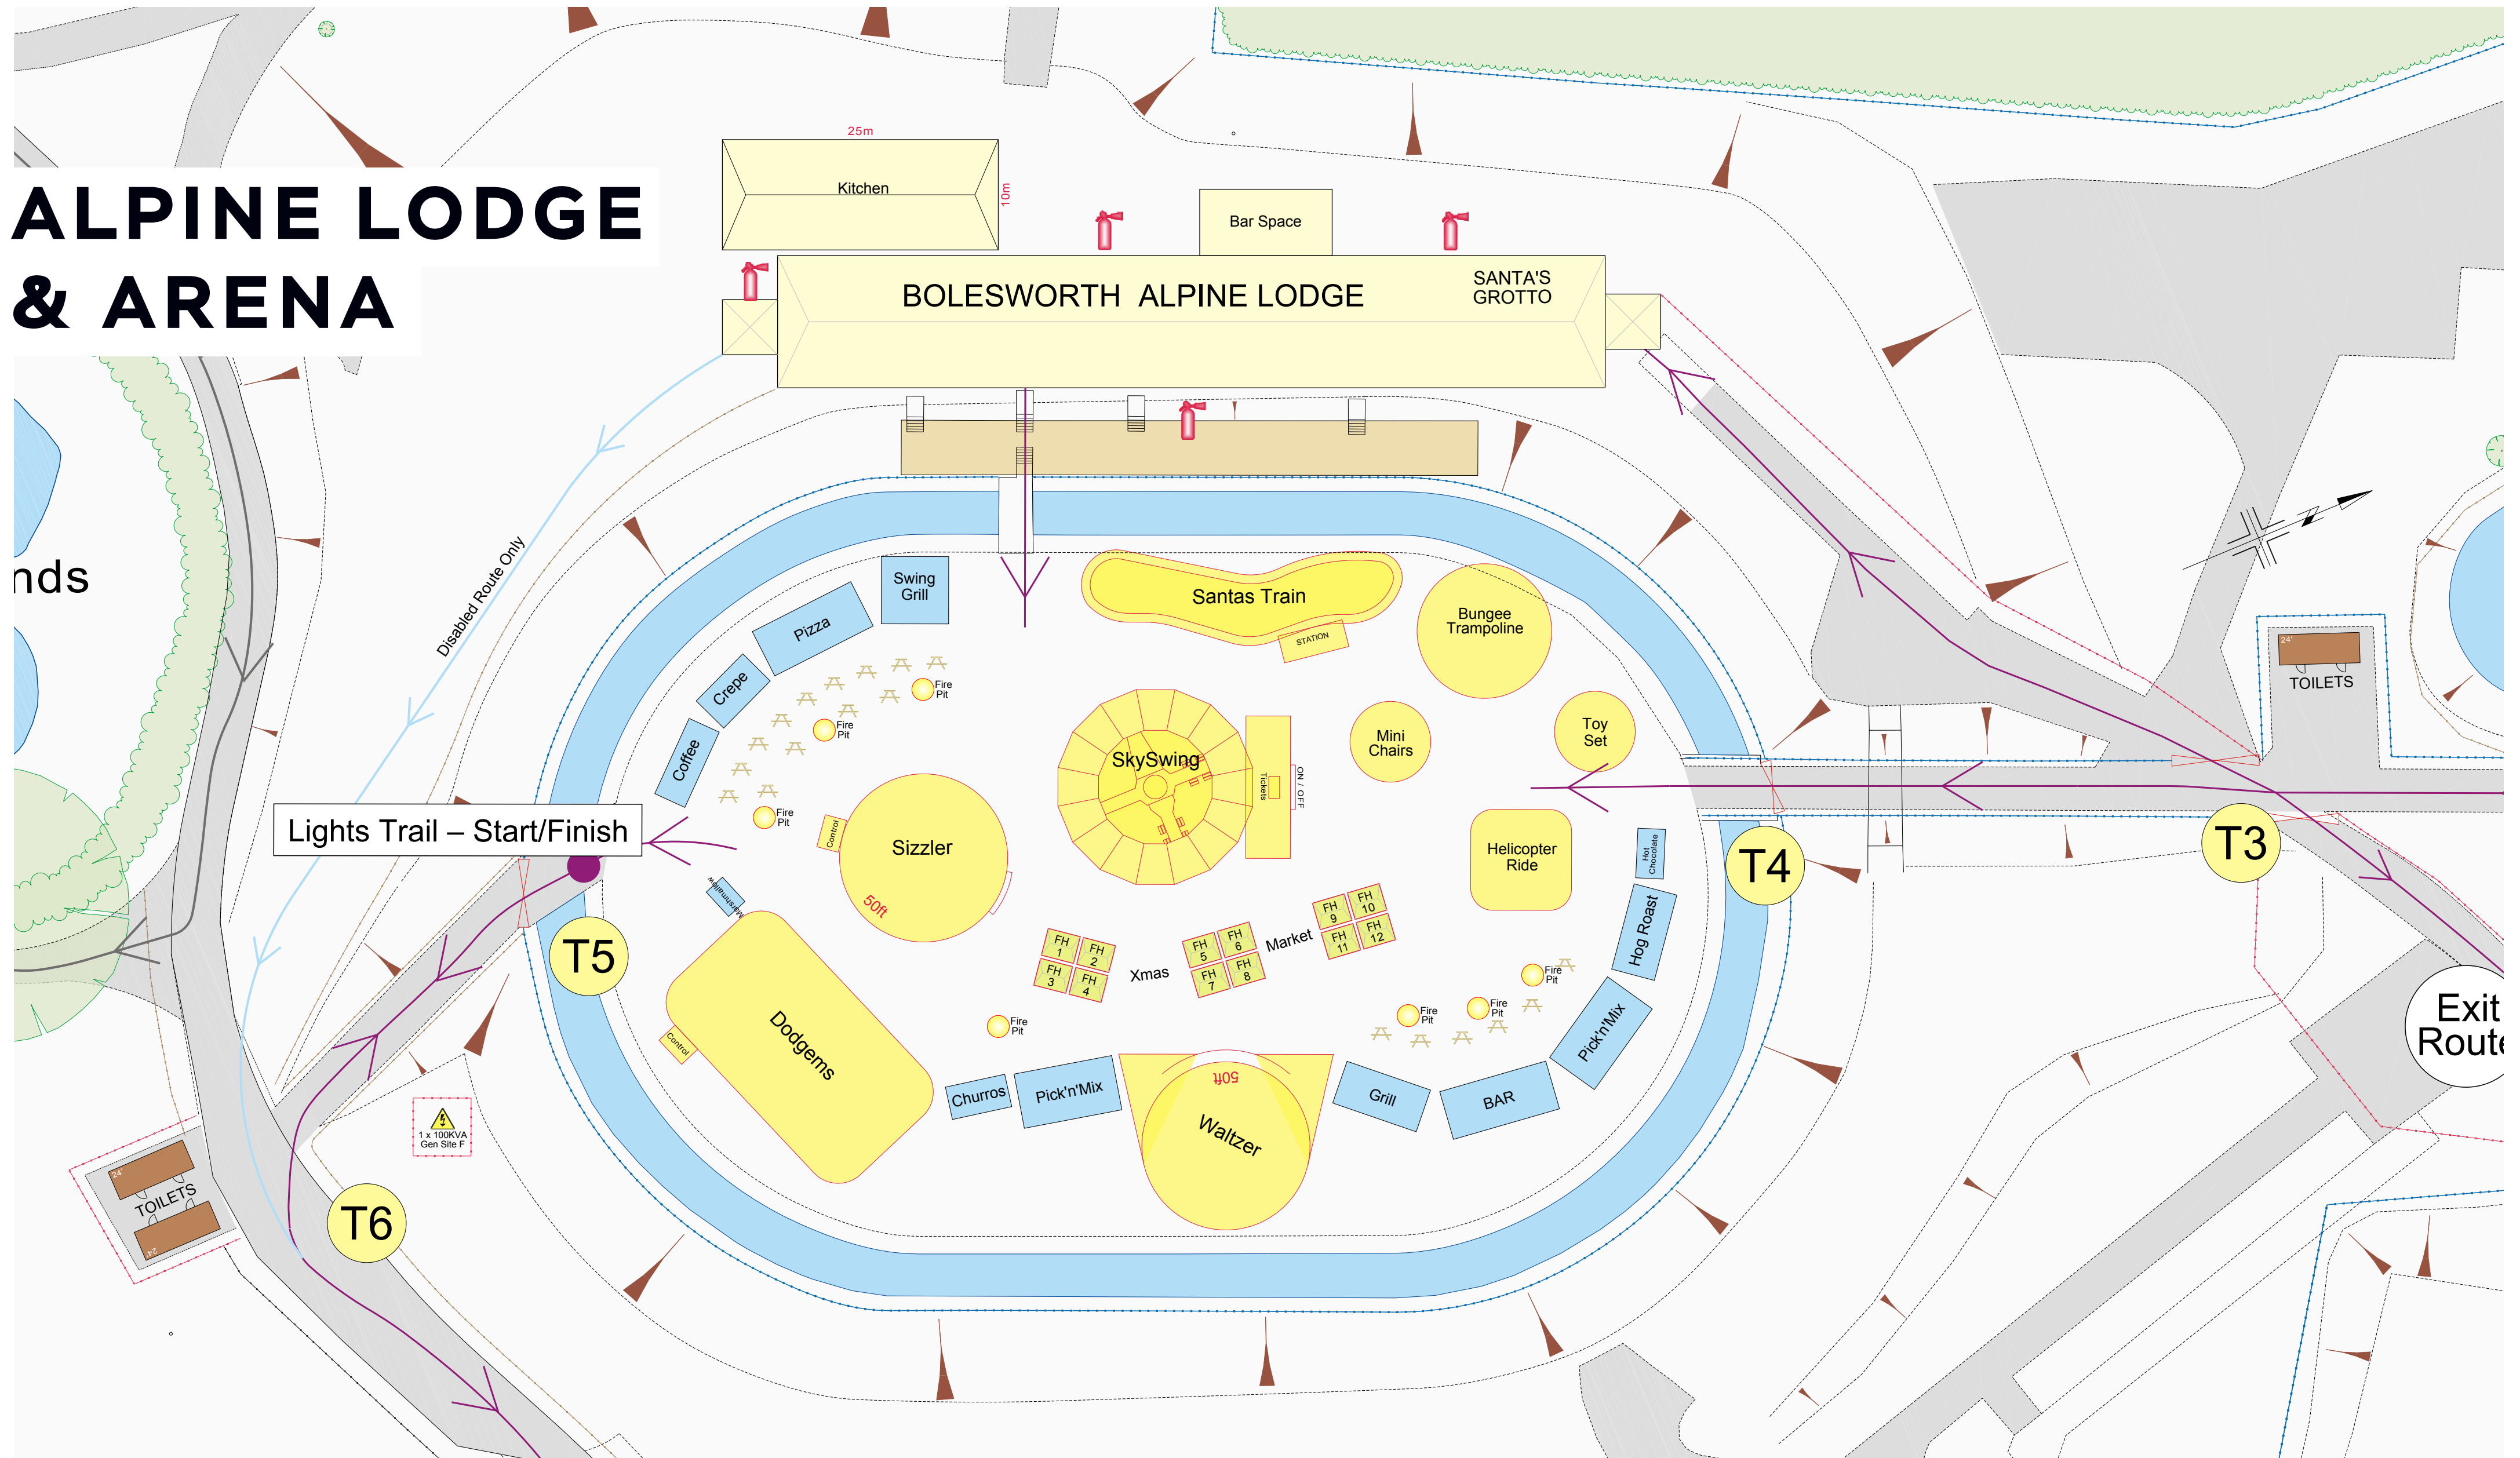 ALPINE LODGE
& ARENA
25m
Kitchen
10m
Bar Space
BOLESWORTH ALPINE LODGE
SANTA'S
GROTTO
nds
Disabled Route Only
Swing
Grill
Pizza
Crepe
Coffee
Santas Train
STATION
Bungee
Trampoline
Fire
Pit
Fire
Pit
Fire
Pit
SkySwing
Tickets
ON / OFF
Mini
Chairs
Toy
Set
24'
TOILETS
Lights Trail – Start/Finish
Control
Sizzler
50ft
Marshmallow
Helicopter
Ride
Hot
Chocolate
Hog Roast
T3
T4
T5
T6
FH
1
FH
2
FH
3
FH
4
Xmas
FH
5
FH
6
FH
7
FH
8
Market
FH
9
FH
10
FH
11
FH
12
Fire
Pit
Fire
Pit
Fire
Pit
Fire
Pit
Dodgems
Control
Churros
Pick'n'Mix
50ft
Waltzer
Grill
BAR
Pick'n'Mix
Exit
Route
1 x 100KVA
Gen Site F
24'
TOILETS
24'